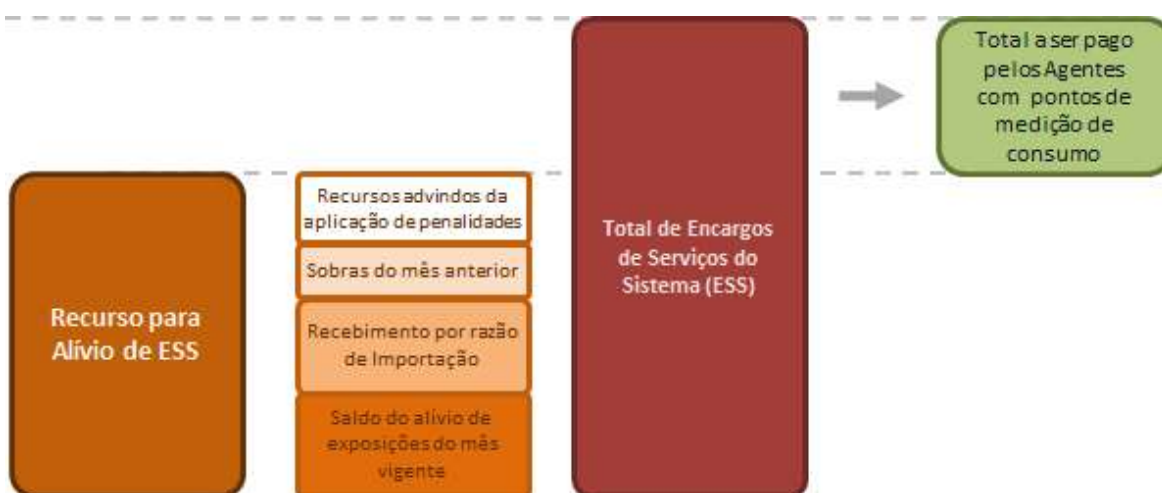 Total a ser pago
pelos Agentes
com pontos de
medição de
consumo
Recursos advindos da
aplicação de penalidades
Sobras do mês anterior
Recebimento por razão
de Importação
Saldo do alívio de
exposições do mês
vigente
Recurso para
Alívio de ESS
Total de Encargos
de Serviços do
Sistema (ESS)